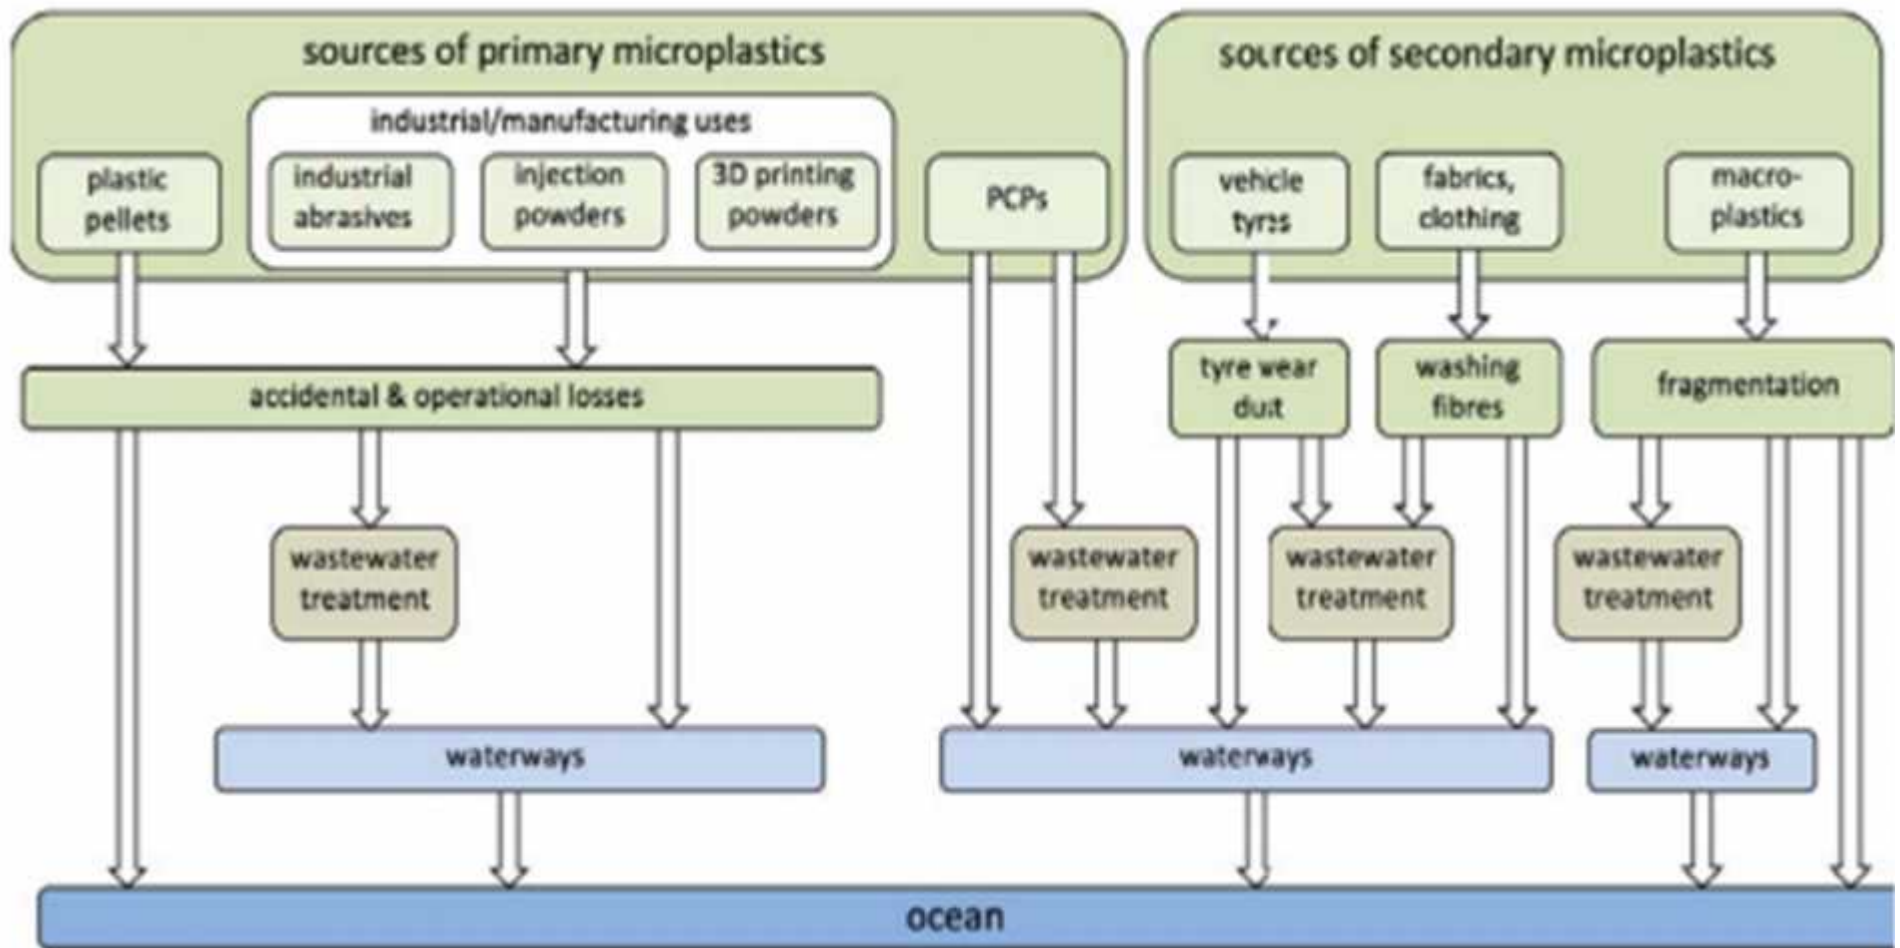 sources of primary microplastics
sources of secondary microplastics
industrial/manufacturing uses
plastic
pellets
industrial
abrasives
injection
powders
3D printing
powders
PCPs
vehicle
tyres
fabrics,
clothing
macro-
plastics
accidental & operational losses
tyre wear
dust
washing
fibres
fragmentation
wastewater
treatment
wastewater
treatment
wastewater
treatment
wastewater
treatment
waterways
waterways
waterways
ocean